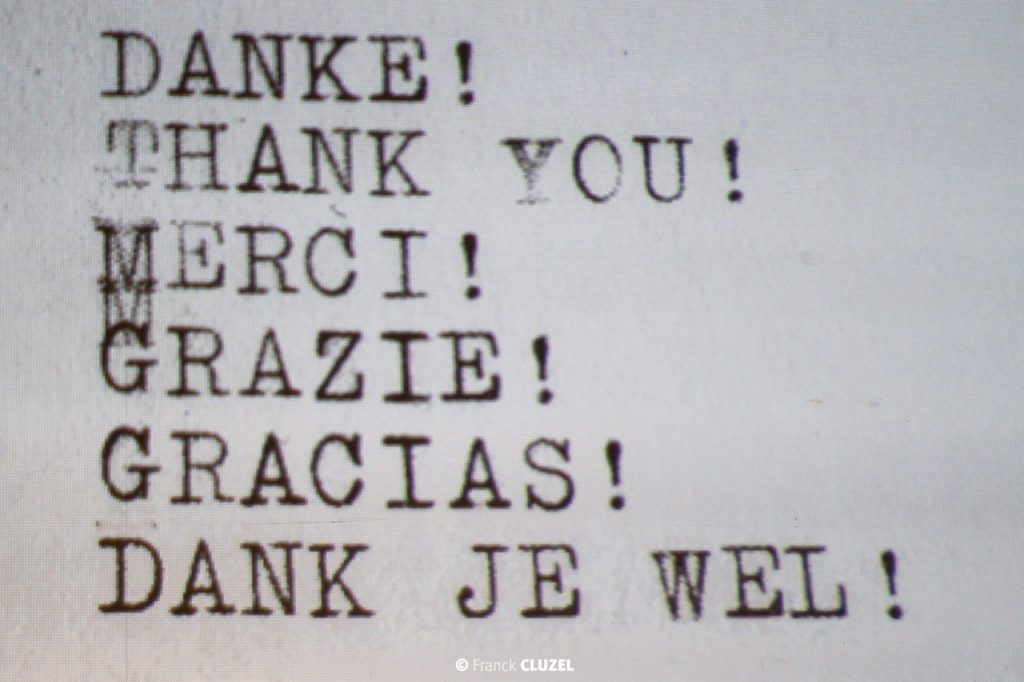 DANKE!
THANK YOU!
MERCI!
GRAZIE!
GRACIAS!
DANK JE WEL!
© Franck CLUZEL